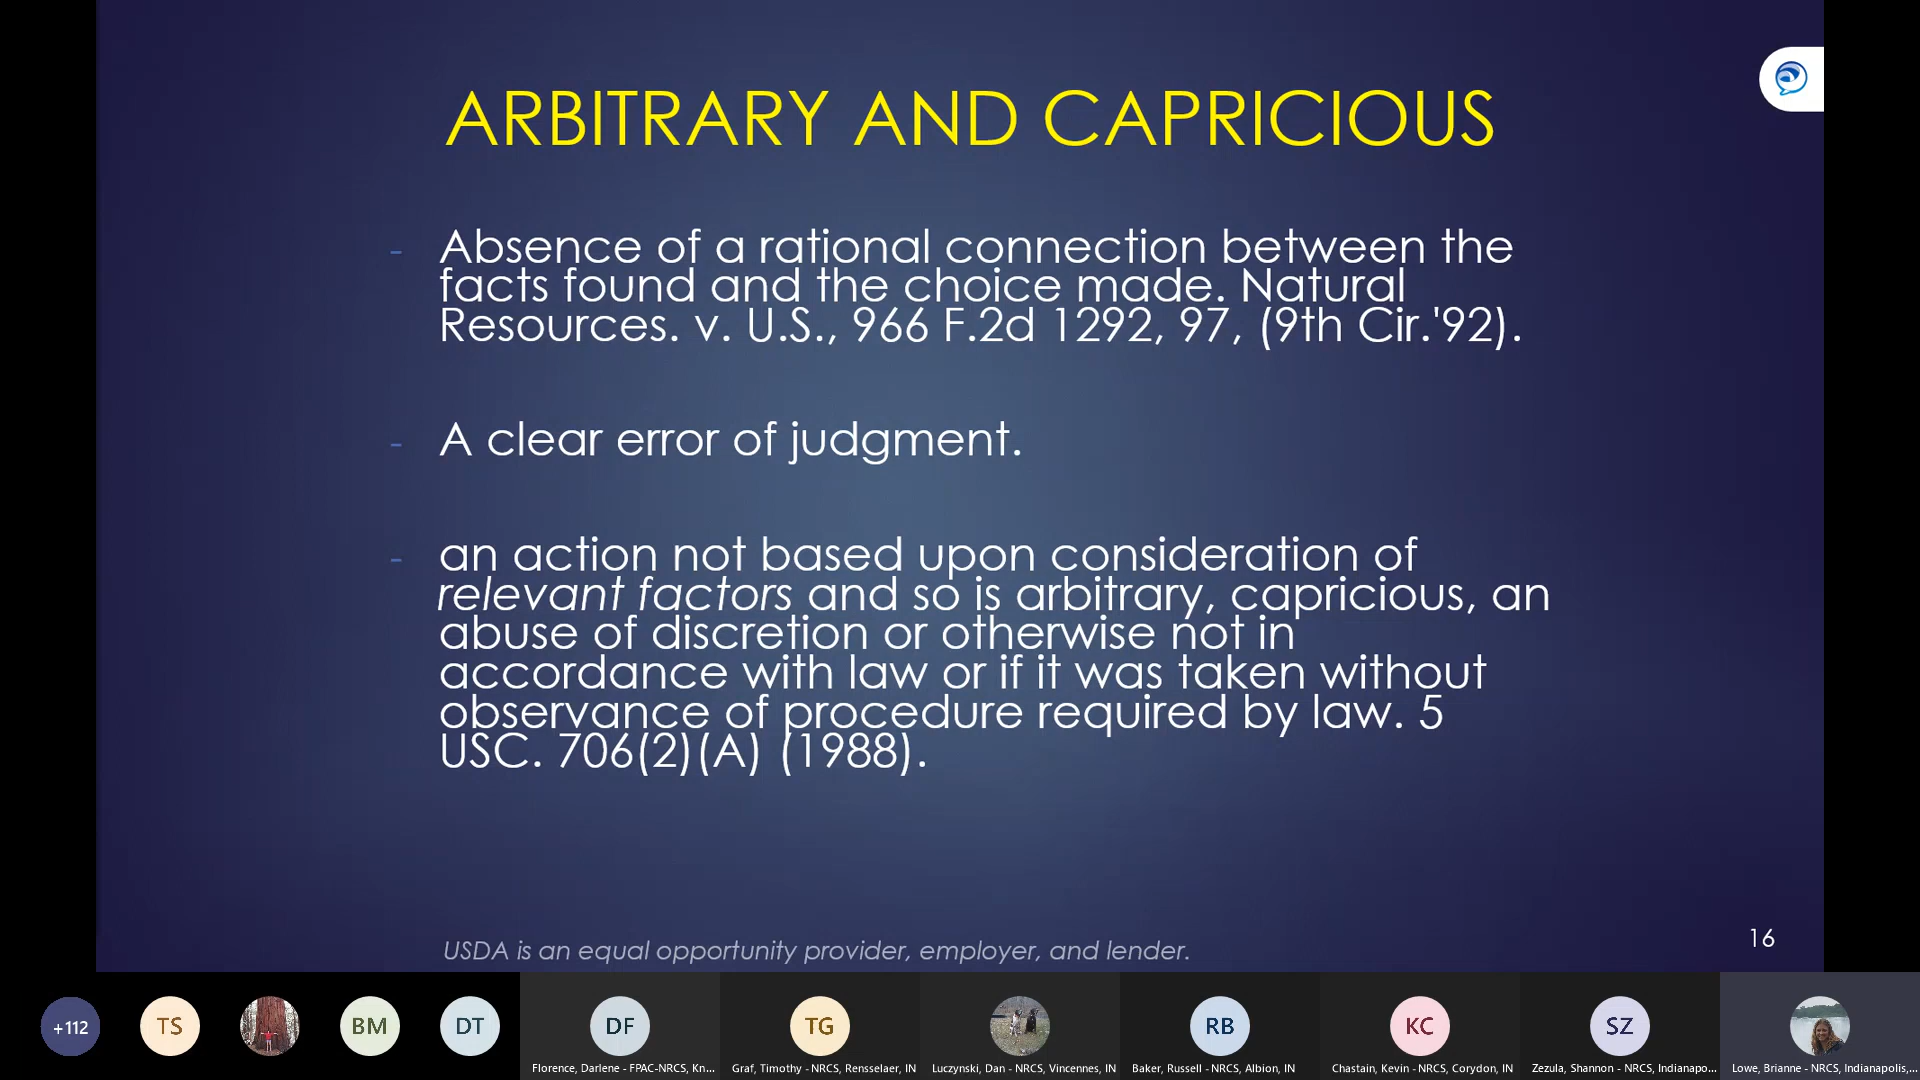 ARBITRARY AND CAPRICIOUS
- Absence of a rational connection between the
facts found and the choice made. Natural
Resources. v. U.S., 966 F.2d 1292, 97, (9th Cir.'92).
- A clear error of judgment.
- an action not based upon consideration of
relevant factors and so is arbitrary, capricious, an
abuse of discretion or otherwise not in
accordance with law or if it was taken without
observance of procedure required by law. 5
USC. 706(2)(A) (1988).
16
USDA is an equal opportunity provider, employer, and lender.
+112
TS
BM
DT
DF
TG
RB
KC
SZ
Florence, Darlene - FPAC-NRCS, Kn...
Graf, Timothy - NRCS, Rensselaer, IN
Luczynski, Dan - NRCS, Vincennes, IN
Baker, Russell - NRCS, Albion, IN
Chastain, Kevin - NRCS, Corydon, IN
Zezula, Shannon - NRCS, Indianapo...
Lowe, Brianne - NRCS, Indianapolis,...